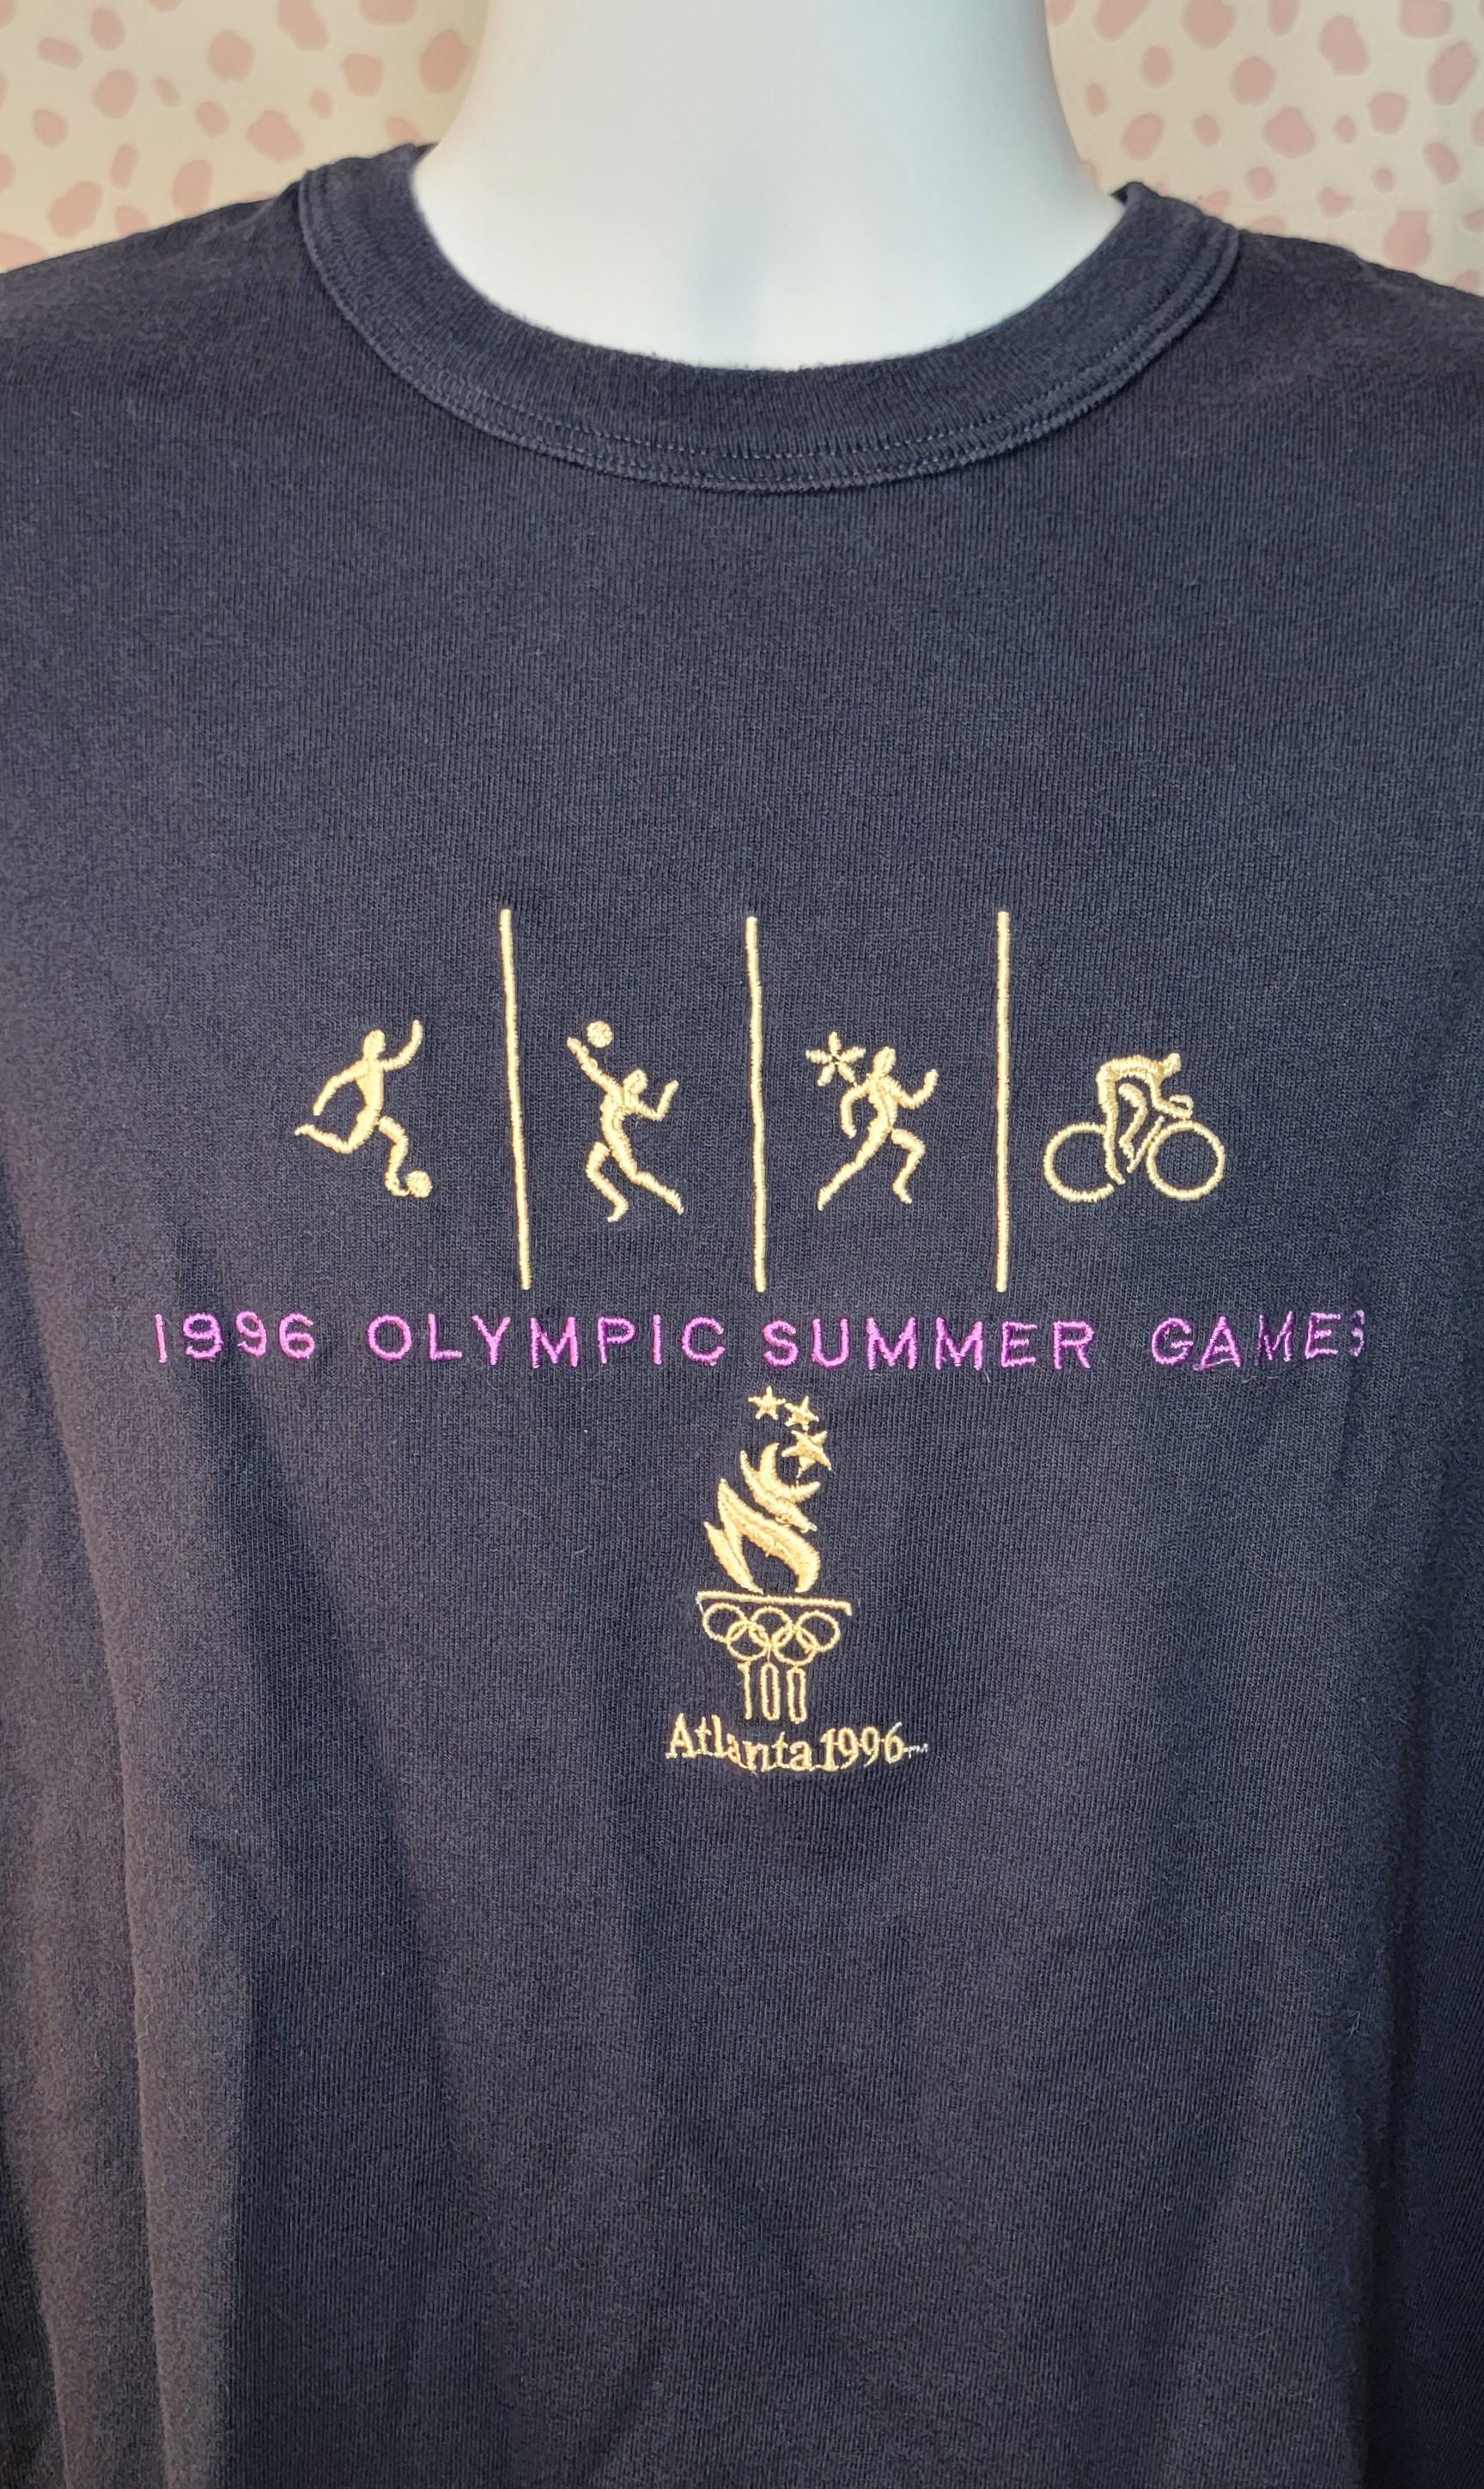 1996 OLYMPIC SUMMER GAMES
100
Atlanta 1996